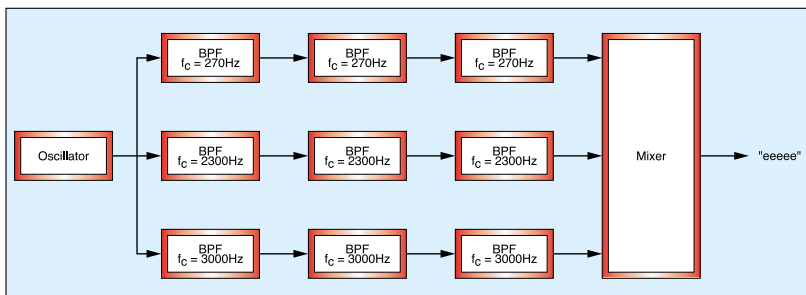 BPF
fc = 270Hz
BPF
fc = 270Hz
BPF
fc = 270Hz
Oscillator
BPF
fc = 2300Hz
BPF
fc = 2300Hz
BPF
fc = 2300Hz
Mixer
"eeeee"
BPF
fc = 3000Hz
BPF
fc = 3000Hz
BPF
fc = 3000Hz